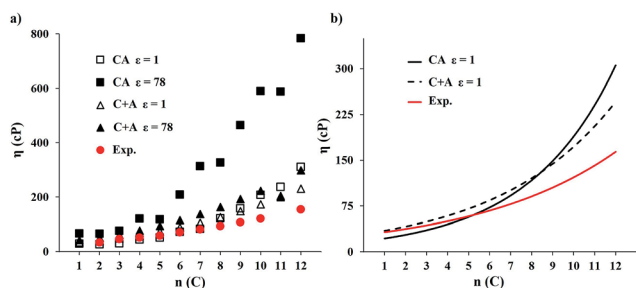 a)
η (cP)
800
600
400
200
0
CA ε = 1
CA ε = 78
C+A ε = 1
C+A ε = 78
Exp.
1 2 3 4 5 6 7 8 9 10 11 12
n (C)
b)
η (cP)
300
225
150
75
0
CA ε = 1
C+A ε = 1
Exp.
1 2 3 4 5 6 7 8 9 10 11 12
n (C)